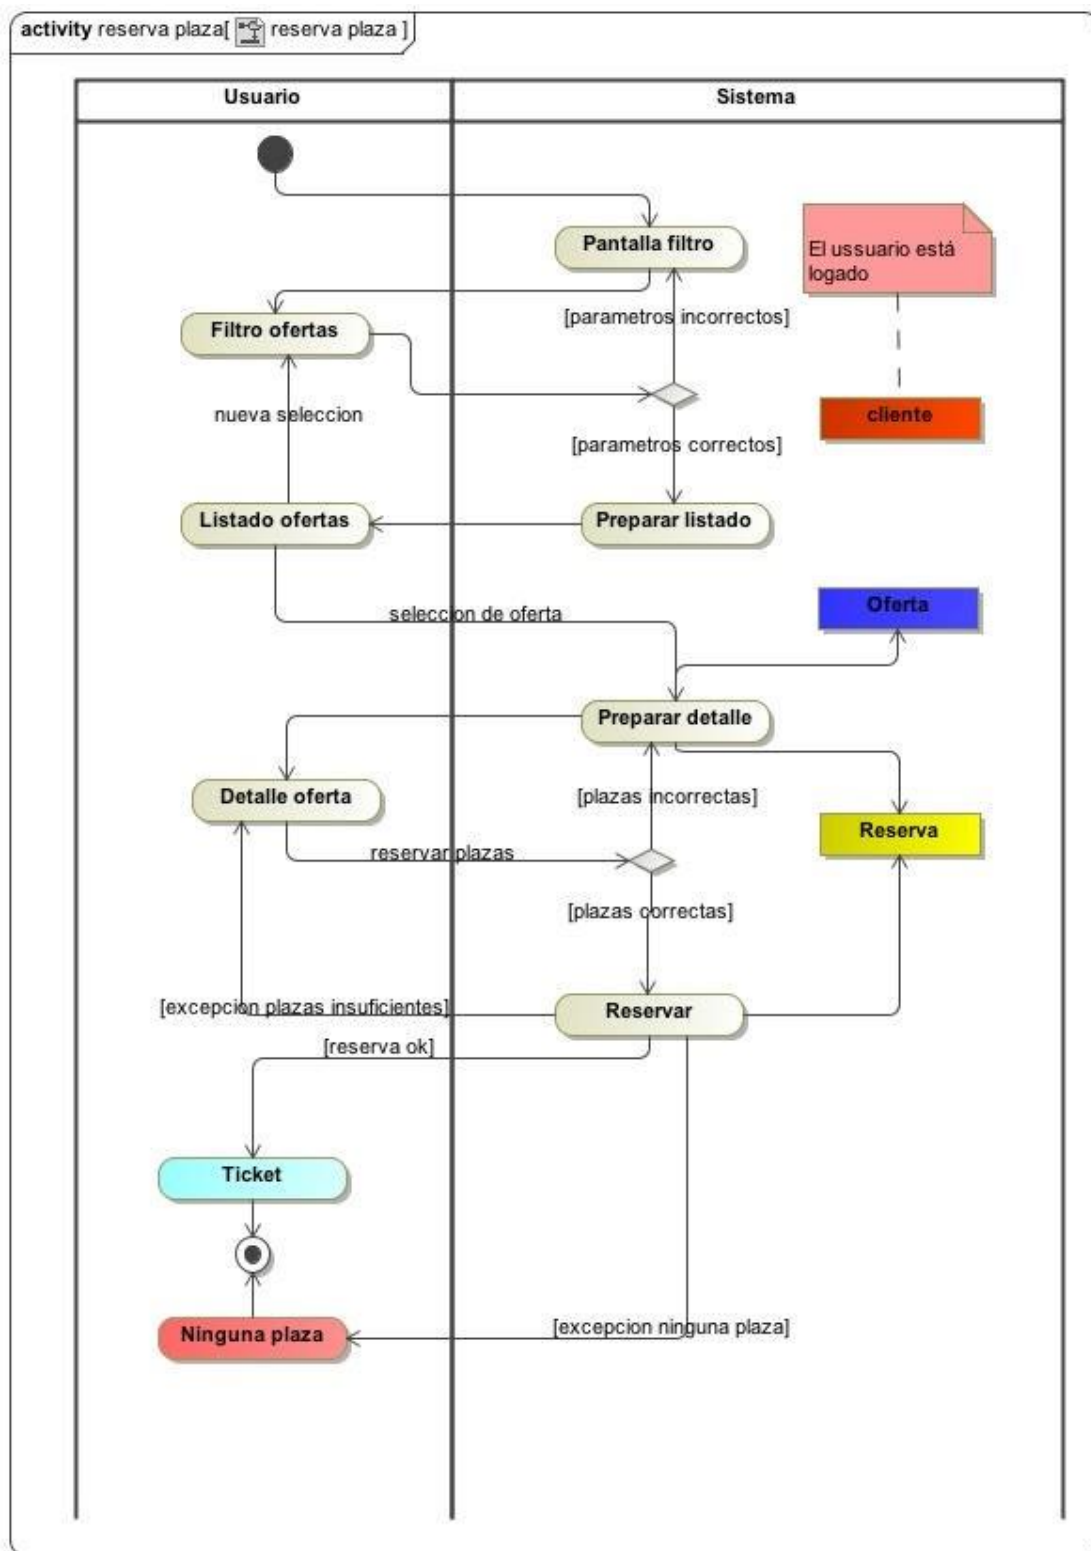 activity reserva plaza[ reserva plaza ]
Usuario
Sistema
Pantalla filtro
El ussuario está
logado
[parametros incorrectos]
Filtro ofertas
nueva seleccion
cliente
[parametros correctos]
Listado ofertas
Preparar listado
Oferta
seleccion de oferta
Preparar detalle
Detalle oferta
[plazas incorrectas]
Reserva
reservar plazas
[plazas correctas]
[excepcion plazas insuficientes]
Reservar
[reserva ok]
Ticket
Ninguna plaza
[excepcion ninguna plaza]